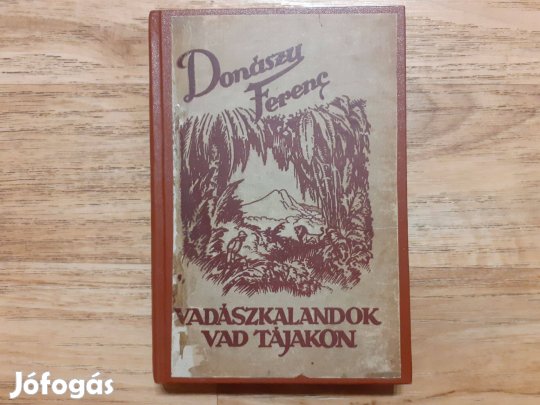 Donászy
Ferenc
VADÁSZKALANDOK
VAD TÁJAKON
Jófogás